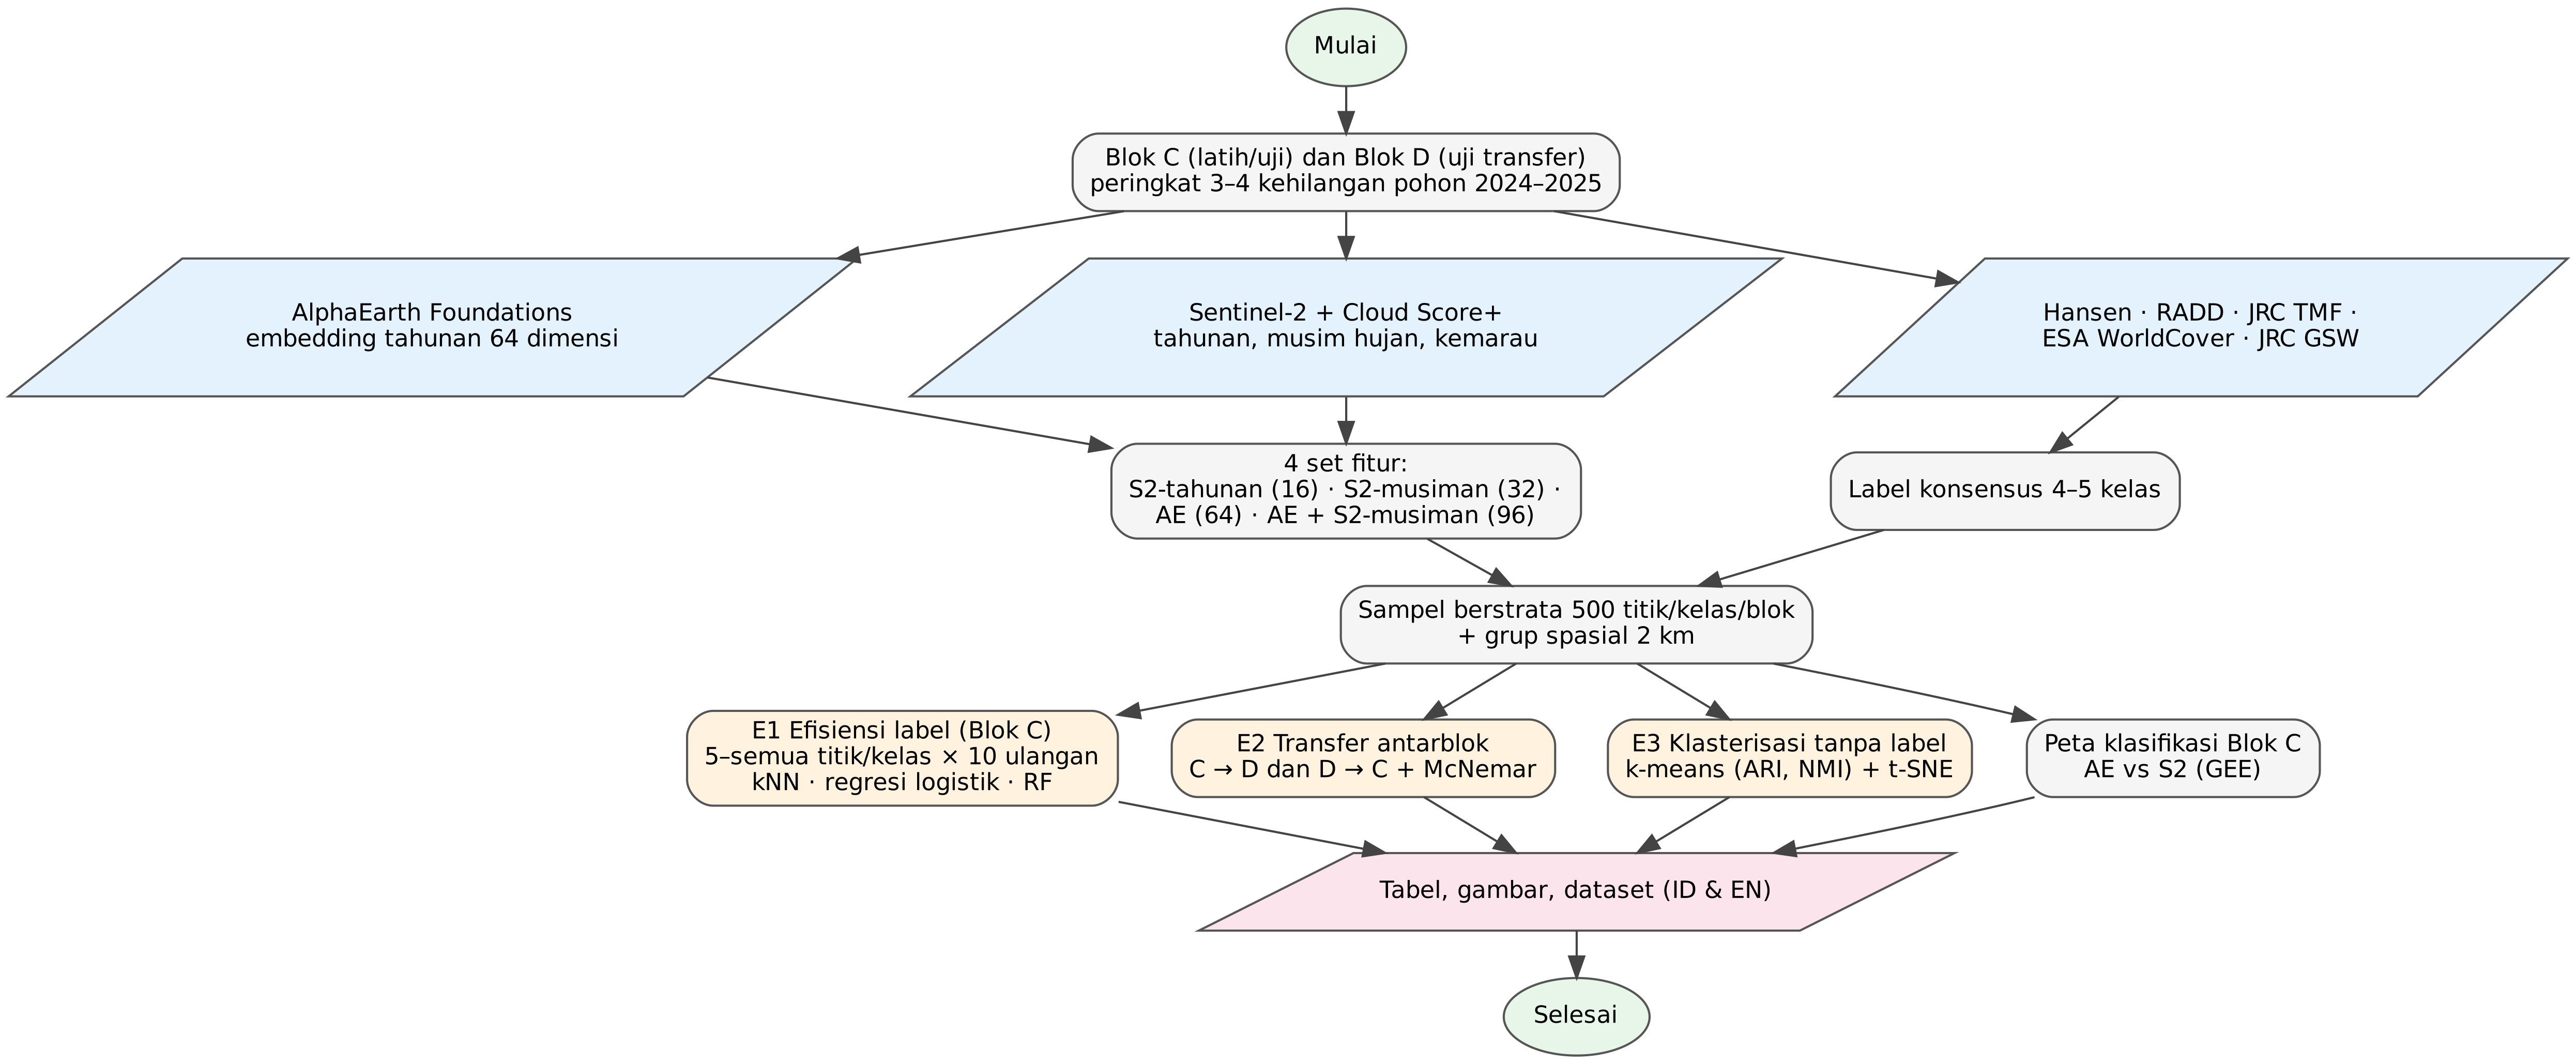 Mulai
Blok C (latih/uji) dan Blok D (uji transfer)
peringkat 3–4 kehilangan pohon 2024–2025
AlphaEarth Foundations
embedding tahunan 64 dimensi
Sentinel-2 + Cloud Score+
tahunan, musim hujan, kemarau
Hansen · RADD · JRC TMF ·
ESA WorldCover · JRC GSW
4 set fitur:
S2-tahunan (16) · S2-musiman (32) ·
AE (64) · AE + S2-musiman (96)
Label konsensus 4–5 kelas
Sampel berstrata 500 titik/kelas/blok
+ grup spasial 2 km
E1 Efisiensi label (Blok C)
5–semua titik/kelas × 10 ulangan
kNN · regresi logistik · RF
E2 Transfer antarblok
C → D dan D → C + McNemar
E3 Klasterisasi tanpa label
k-means (ARI, NMI) + t-SNE
Peta klasifikasi Blok C
AE vs S2 (GEE)
Tabel, gambar, dataset (ID & EN)
Selesai